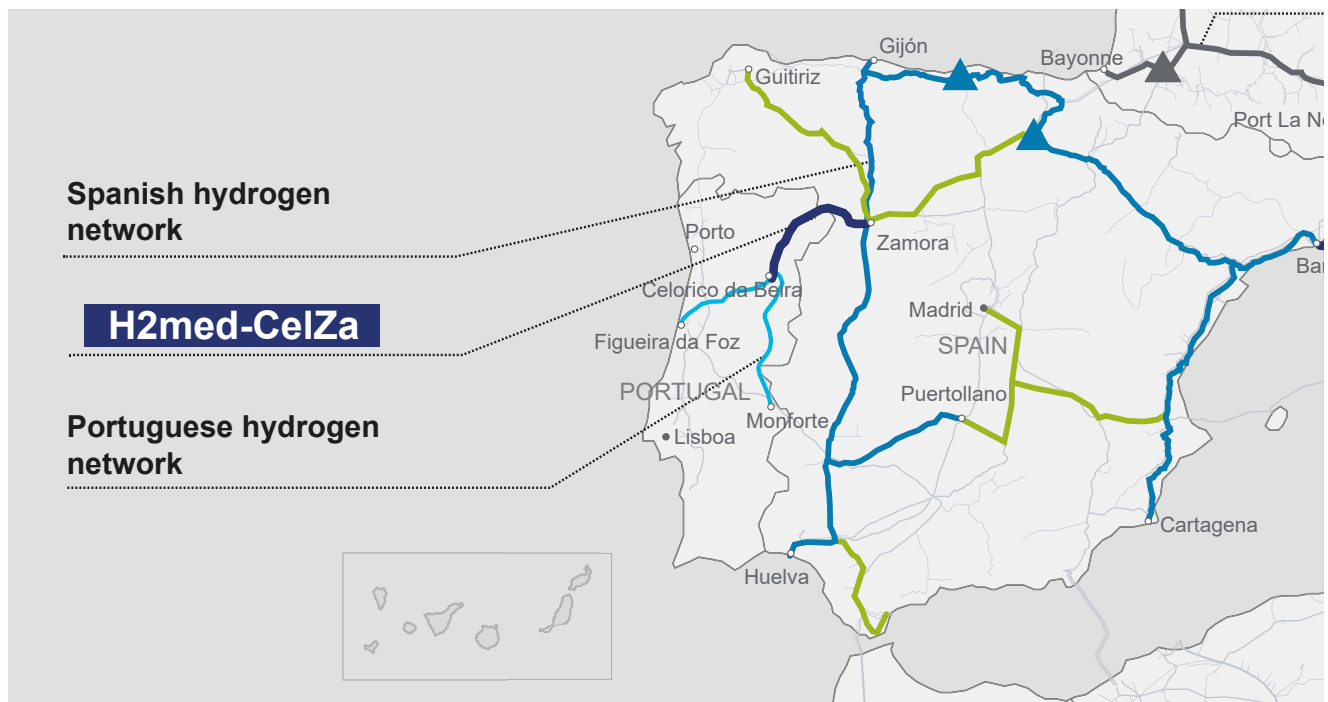 Gijón
Bayonne
Guitiriz
Port La No
Spanish hydrogen
network
Porto
Zamora
Bar
Celorico da Beira
Madrid
H2med-CelZa
Figueira da Foz
SPAIN
PORTUGAL
Puertollano
Monforte
Portuguese hydrogen
network
Lisboa
Cartagena
Huelva